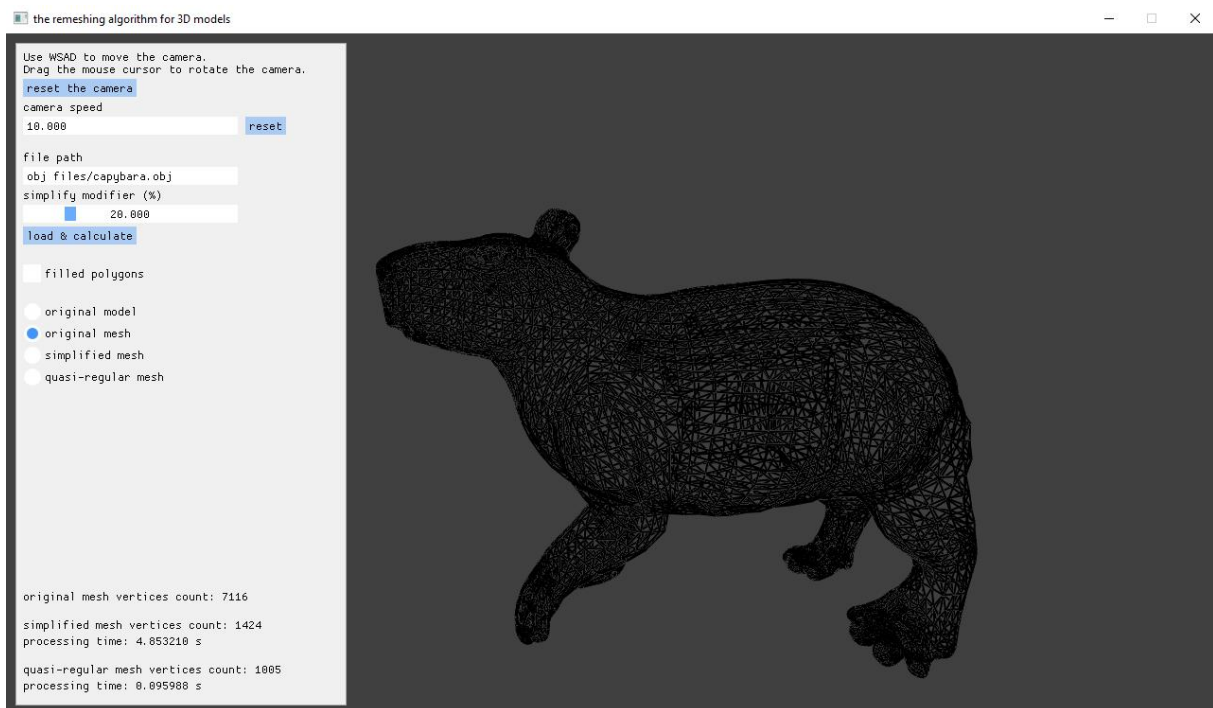 the remeshing algorithm for 3D models
Use WSAD to move the camera.
Drag the mouse cursor to rotate the camera.
reset the camera
camera speed
10.000 reset
file path
obj files/capybara.obj
simplify modifier (%)
20.000
load & calculate
filled polygons
original model
original mesh
simplified mesh
quasi-regular mesh
original mesh vertices count: 7116
simplified mesh vertices count: 1424
processing time: 4.853210 s
quasi-regular mesh vertices count: 1005
processing time: 0.095988 s